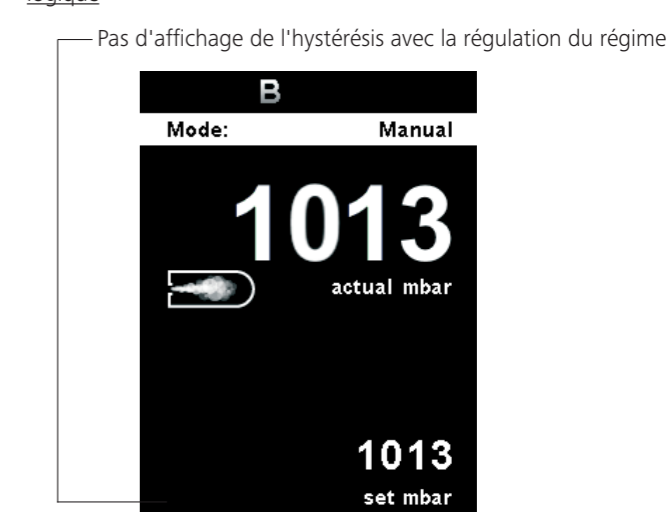 logique
Pas d'affichage de l'hystérésis avec la régulation du régime
B
Mode: Manual
1013
actual mbar
1013
set mbar